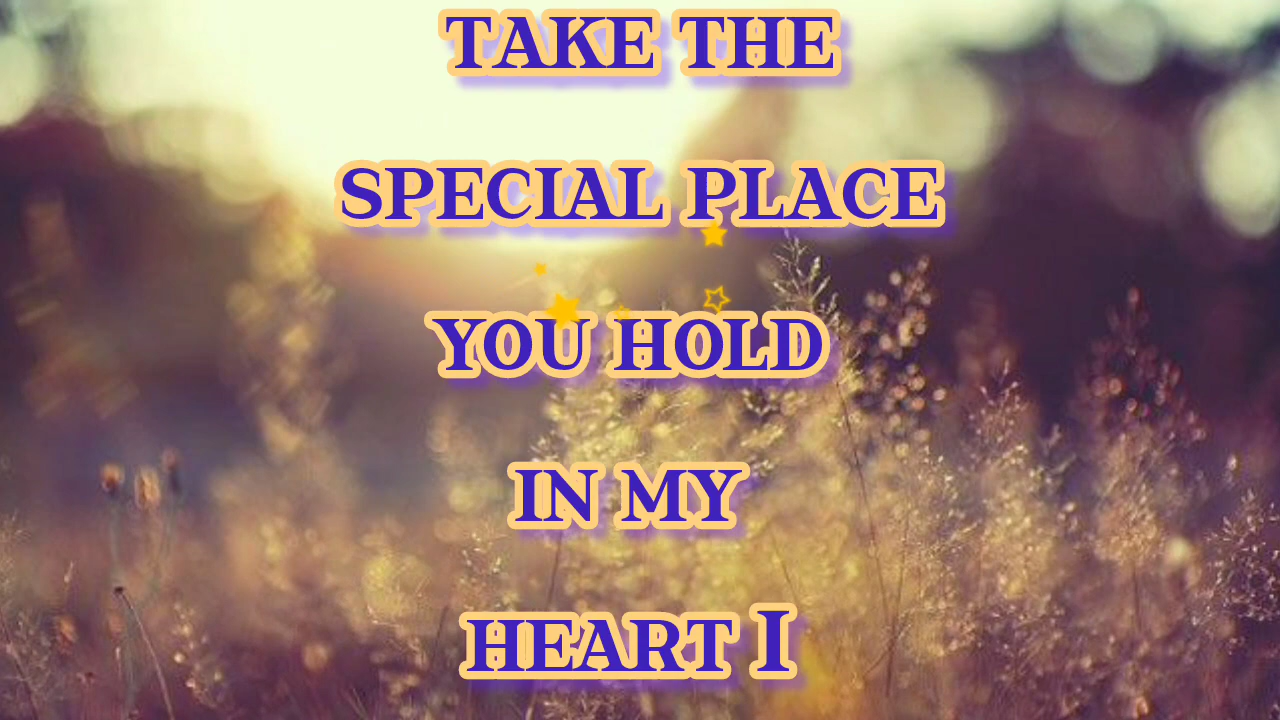 TAKE THE
SPECIAL PLACE
YOU HOLD
IN MY
HEART I